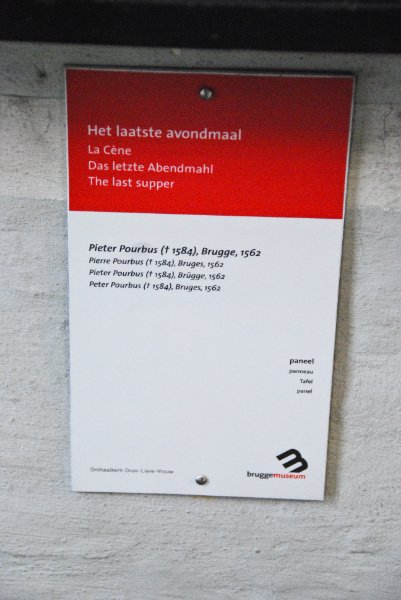 Het laatste avondmaal
La Cène
Das letzte Abendmahl
The last supper
Pieter Pourbus († 1584), Brugge, 1562
Pierre Pourbus († 1584), Bruges, 1562
Pieter Pourbus († 1584), Brügge, 1562
Peter Pourbus († 1584), Bruges, 1562
paneel
panneau
Tafel
panel
Onthaalkerk Onze-Lieve-Vrouw
bruggemuseum